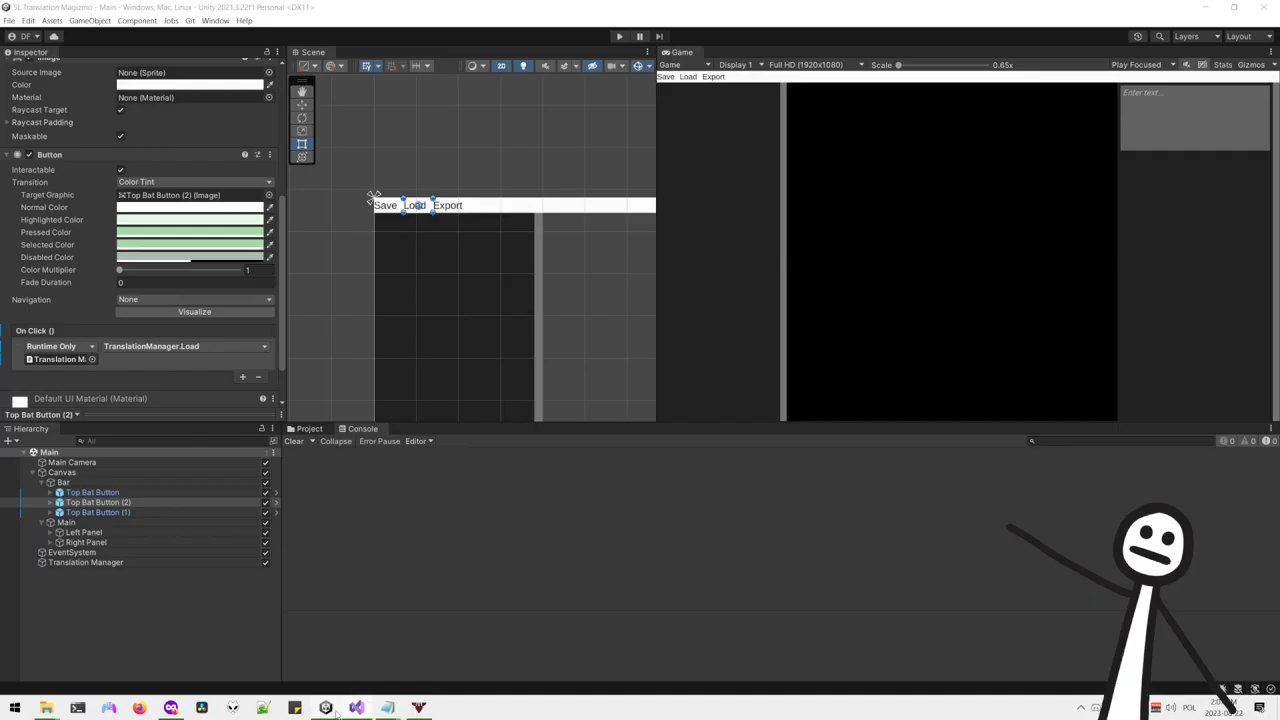 SL Translation Magizmo - Main - Windows, Mac, Linux - Unity 2021.3.22f1 Personal <DX11>
File Edit Assets GameObject Component Jobs Git Window Help
DF Layers Layout
Inspector
Image
Source Image None (Sprite)
Color
Material None (Material)
Raycast Target
Raycast Padding
Maskable
Button
Interactable
Transition Color Tint
Target Graphic Top Bat Button (2) (Image)
Normal Color
Highlighted Color
Pressed Color
Selected Color
Disabled Color
Color Multiplier 1
Fade Duration 0
Navigation None
Visualize
On Click ()
Runtime Only TranslationManager.Load
Translation M
Default UI Material (Material)
Top Bat Button (2)
Scene
2D
Save Load Export
Game
Game Display 1 Full HD (1920x1080) Scale 0.65x Play Focused Stats Gizmos
Save Load Export
Enter text...
Hierarchy
All
Main
Main Camera
Canvas
Bar
Top Bat Button
Top Bat Button (2)
Top Bat Button (1)
Main
Left Panel
Right Panel
EventSystem
Translation Manager
Project Console
Clear Collapse Error Pause Editor 0 0 0
POL